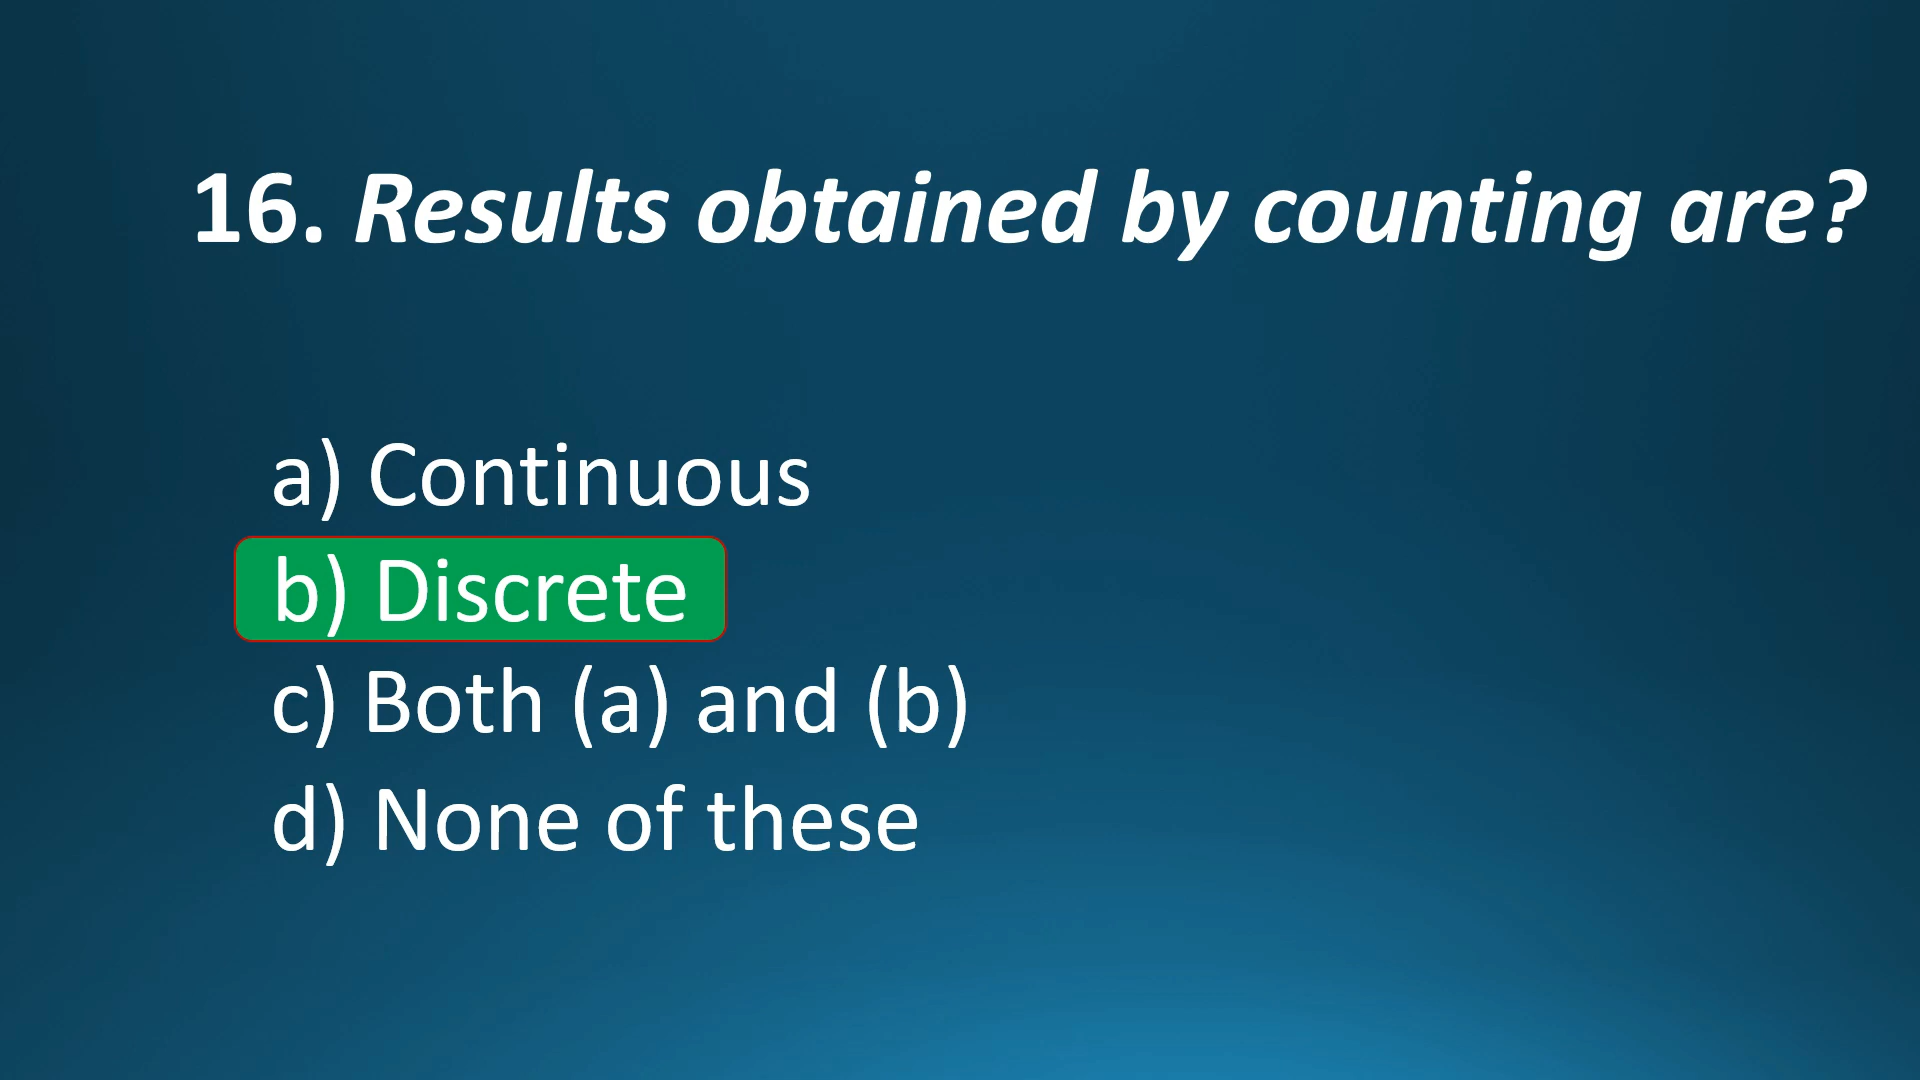 16. Results obtained by counting are?
a) Continuous
b) Discrete
c) Both (a) and (b)
d) None of these